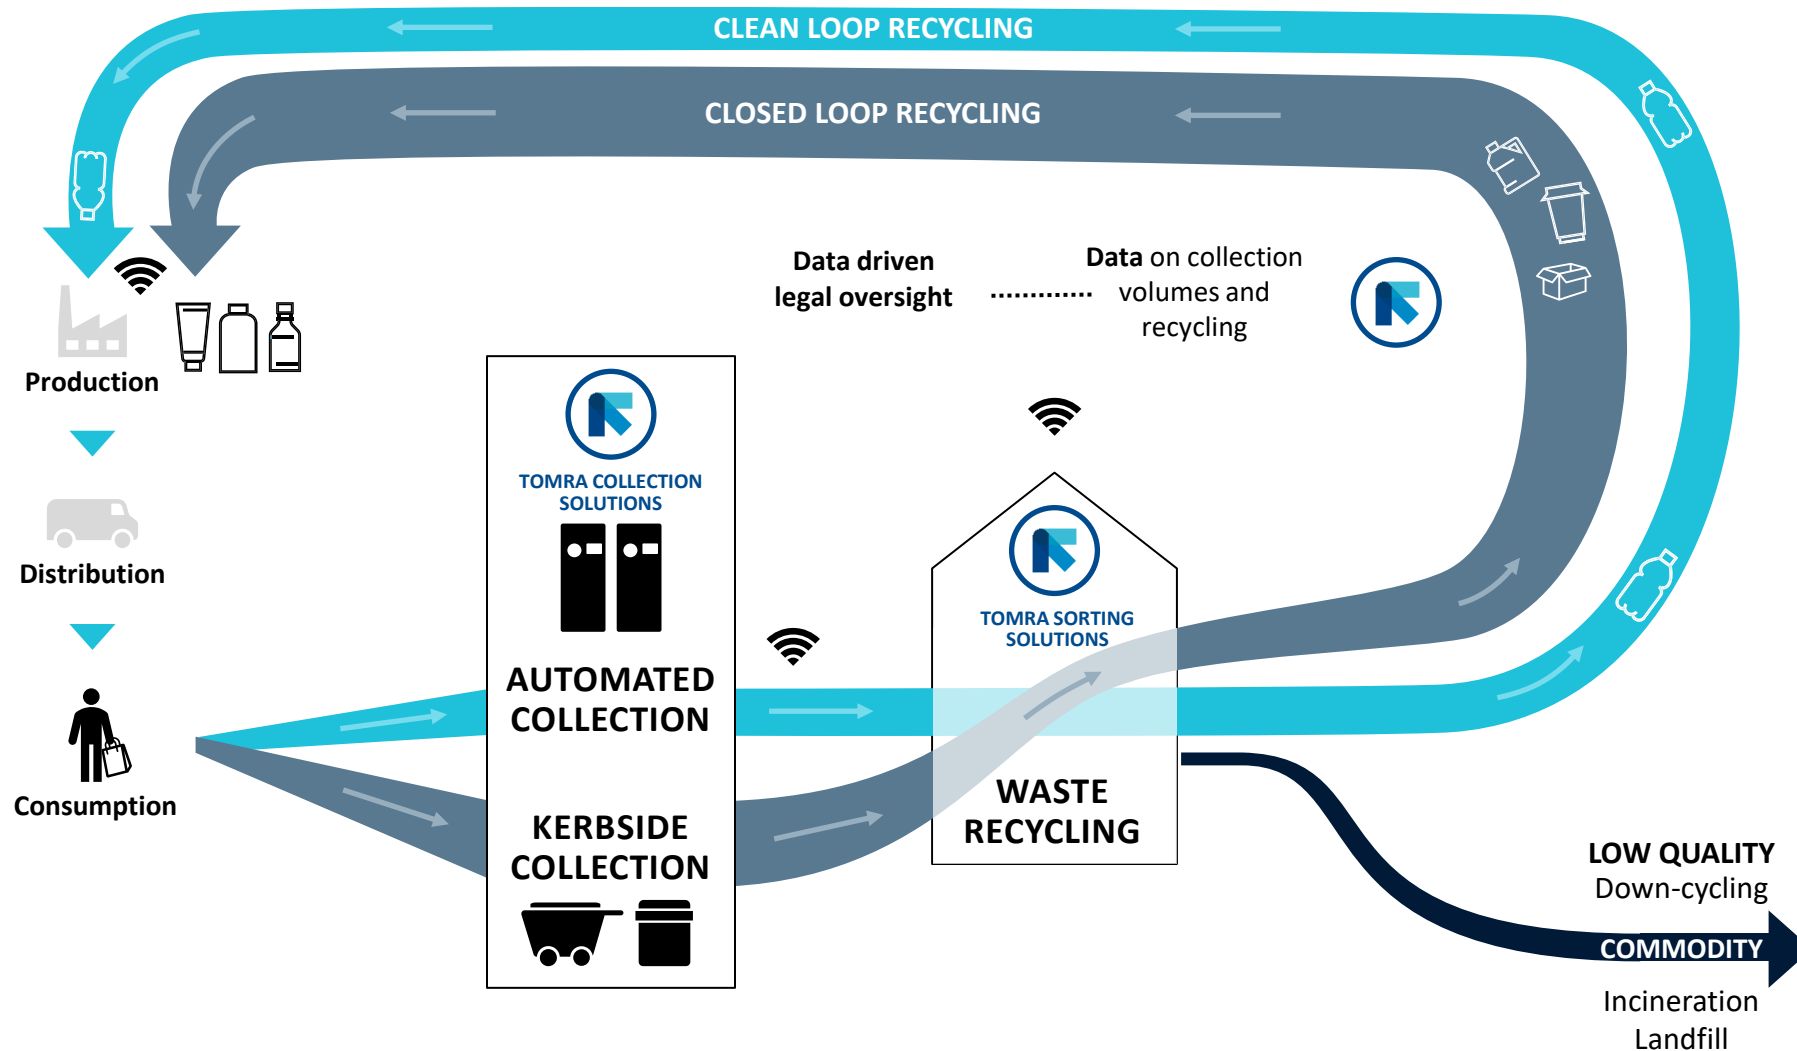 CLEAN LOOP RECYCLING
CLOSED LOOP RECYCLING
Data driven
legal oversight
Data on collection
volumes and
recycling
Production
Distribution
Consumption
TOMRA COLLECTION
SOLUTIONS
AUTOMATED
COLLECTION
KERBSIDE
COLLECTION
TOMRA SORTING
SOLUTIONS
WASTE
RECYCLING
LOW QUALITY
Down-cycling
COMMODITY
Incineration
Landfill